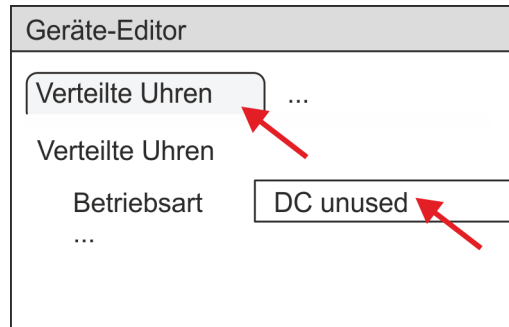 Geräte-Editor
Verteilte Uhren ...
Verteilte Uhren
Betriebsart DC unused
...